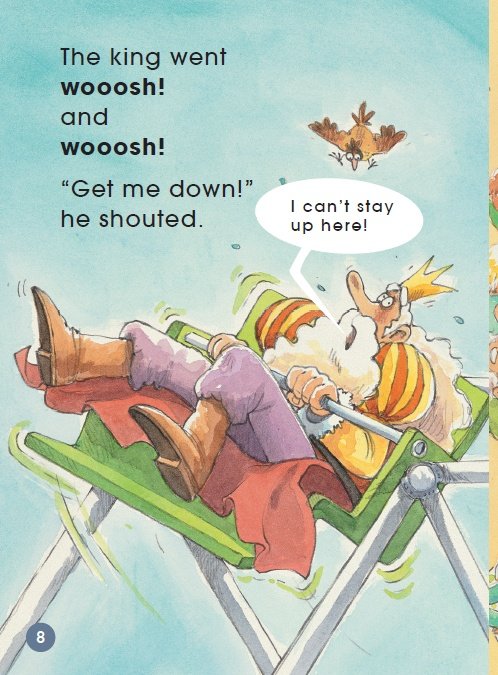 The king went
wooosh!
and
wooosh!
“Get me down!”
he shouted.
I can’t stay
up here!
8